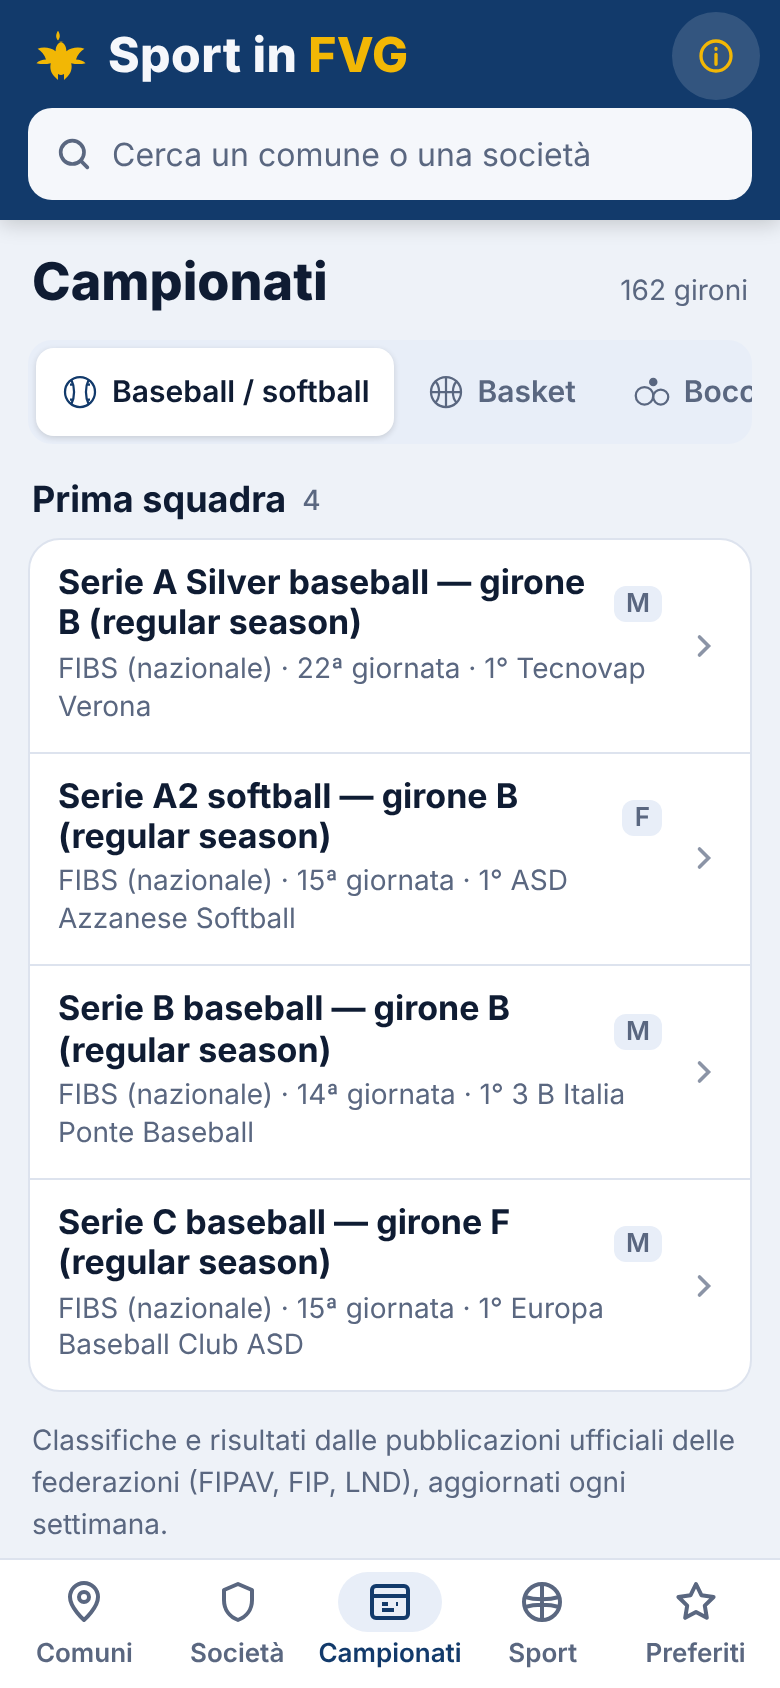 Sport in FVG
Cerca un comune o una società
Campionati
162 gironi
Baseball / softball
Basket
Bocc
Prima squadra 4
Serie A Silver baseball — girone
B (regular season)
M
FIBS (nazionale) · 22ª giornata · 1° Tecnovap
Verona
Serie A2 softball — girone B
(regular season)
F
FIBS (nazionale) · 15ª giornata · 1° ASD
Azzanese Softball
Serie B baseball — girone B
(regular season)
M
FIBS (nazionale) · 14ª giornata · 1° 3 B Italia
Ponte Baseball
Serie C baseball — girone F
(regular season)
M
FIBS (nazionale) · 15ª giornata · 1° Europa
Baseball Club ASD
Classifiche e risultati dalle pubblicazioni ufficiali delle
federazioni (FIPAV, FIP, LND), aggiornati ogni
settimana.
Comuni
Società
Campionati
Sport
Preferiti